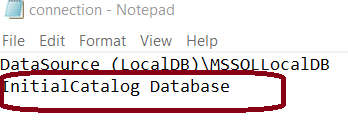 connection - Notepad
File Edit Format View Help
DataSource (LocalDB)\MSSQLLocalDB
InitialCatalog Database